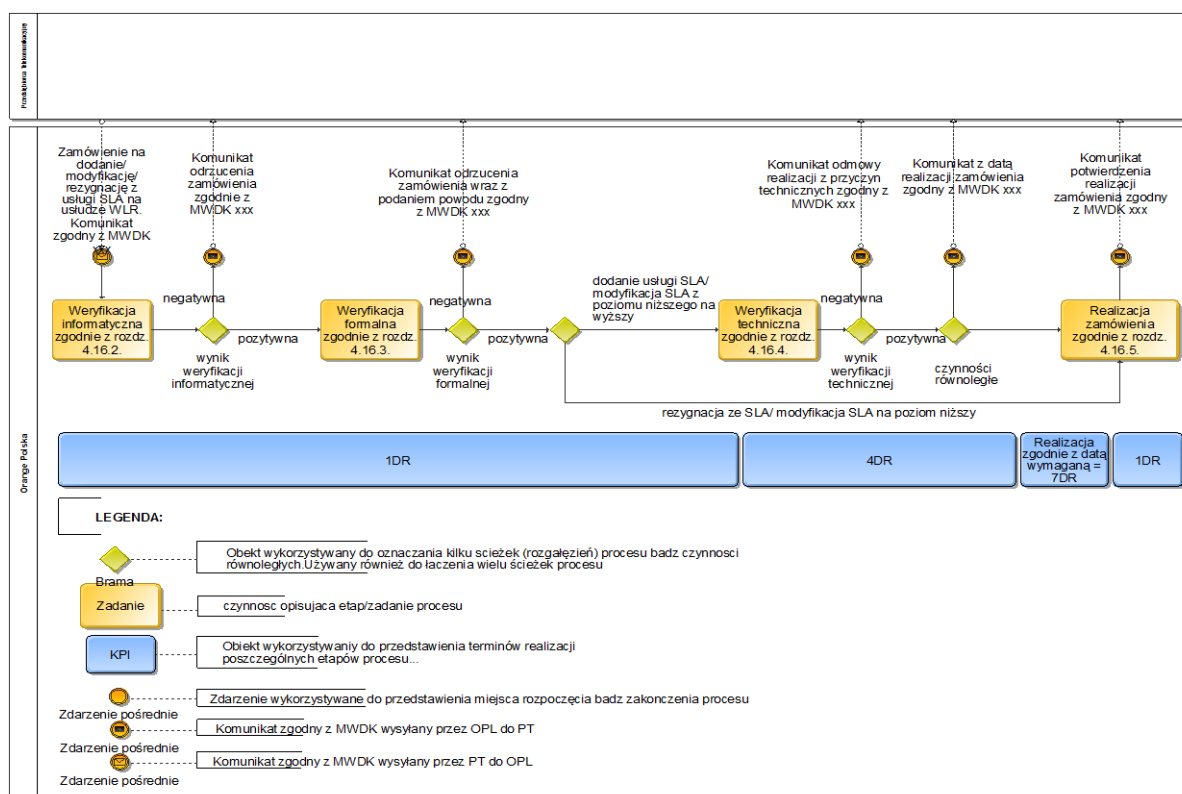 Przedsiębiorca Telekomunikacyjne
Orange Polska
Zamówienie na
dodanie/
modyfikację/
rezygnację z
usługi SLA na
usłudze WLR.
Komunikat
zgodny z MWDK
xxx
Komunikat
odrzucenia
zamówienia
zgodnie z
MWDK xxx
Komunikat odrzucenia
zamówienia wraz z
podaniem powodu zgodny
z MWDK xxx
Komunikat odmowy
realizacji z przyczyn
technicznych zgodny z
MWDK xxx
Komunikat z datą
realizacji zamówienia
zgodny z MWDK xxx
Komunikat
potwierdzenia
realizacji
zamówienia zgodny
z MWDK xxx
Weryfikacja
informatyczna
zgodnie z rozdz.
4.16.2.
negatywna
pozytywna
wynik
weryfikacji
informatycznej
Weryfikacja
formalna
zgodnie z rozdz.
4.16.3.
negatywna
pozytywna
wynik
weryfikacji
formalnej
dodanie usługi SLA/
modyfikacja SLA z
poziomu niższego na
wyższy
Weryfikacja
techniczna
zgodnie z rozdz.
4.16.4.
negatywna
pozytywna
wynik
weryfikacji
technicznej
czynności
równoległe
Realizacja
zamówienia
zgodnie z rozdz.
4.16.5.
rezygnacja ze SLA/ modyfikacja SLA na poziom niższy
1DR
4DR
Realizacja
zgodnie z datą
wymaganą =
7DR
1DR
LEGENDA:
Brama
Obekt wykorzystywany do oznaczania kilku scieżek (rozgałęzień) procesu badz czynnosci
równoległych.Używany również do łaczenia wielu ścieżek procesu
Zadanie
czynnosc opisujaca etap/zadanie procesu
KPI
Obiekt wykorzystywaniy do przedstawienia terminów realizacji
poszczególnych etapów procesu...
Zdarzenie pośrednie
Zdarzenie wykorzystywane do przedstawienia miejsca rozpoczęcia badz zakonczenia procesu
Zdarzenie pośrednie
Komunikat zgodny z MWDK wysyłany przez OPL do PT
Zdarzenie pośrednie
Komunikat zgodny z MWDK wysyłany przez PT do OPL